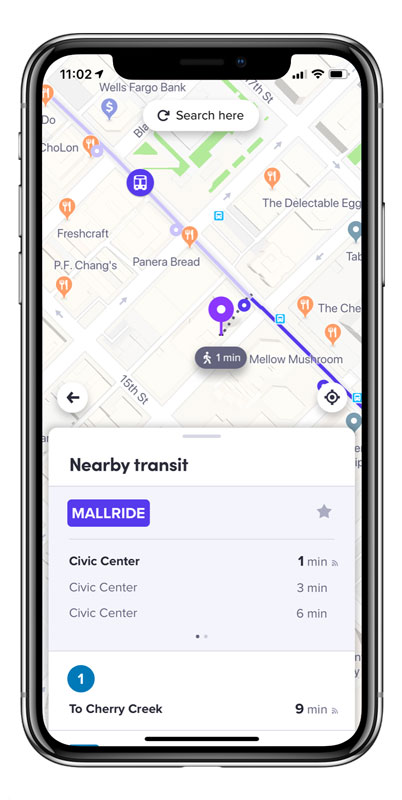 11:02
Wells Fargo Bank
17th St
Do
Bla
Search here
ChoLon
The Delectable Egg
Freshcraft
P.F. Chang's
Panera Bread
Tab
The Che
1 min
Mellow Mushroom
15th St
ar
Nearby transit
MALLRIDE
Civic Center 1 min
Civic Center 3 min
Civic Center 6 min
1
To Cherry Creek 9 min